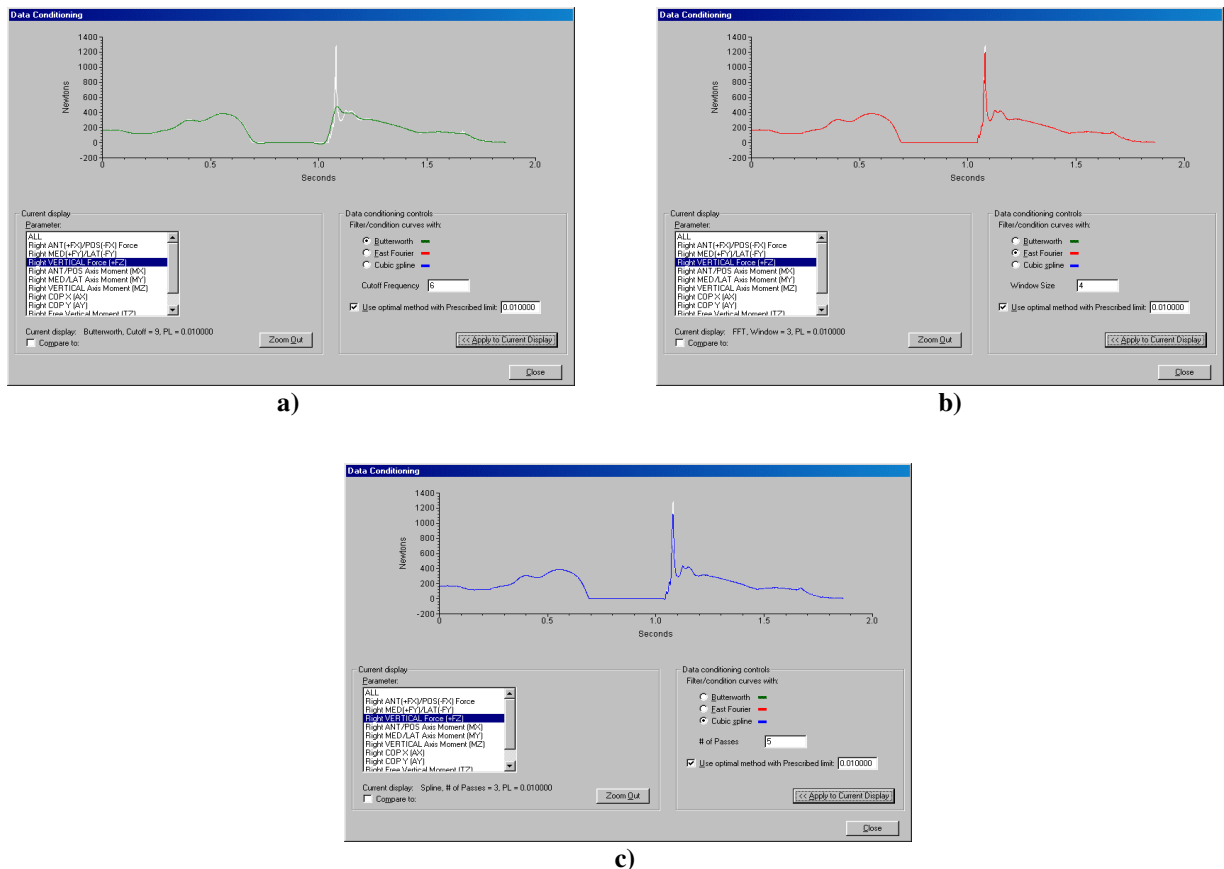 Data Conditioning
1400
1200
1000
800
600
400
200
0
-200
Newtons
0 0.5 1.0 1.5 2.0
Seconds
Current display
Parameter:
ALL
Right ANT(+FX)/POS(-FX) Force
Right MED(+FY)/LAT(-FY)
Right VERTICAL Force (+FZ)
Right ANT/POS Axis Moment (MX)
Right MED/LAT Axis Moment (MY)
Right VERTICAL Axis Moment (MZ)
Right COP X (AX)
Right COP Y (AY)
Right Free Vertical Moment (TZ)
Current display: Butterworth, Cutoff = 9, PL = 0.010000
Compare to:
Zoom Out
Data conditioning controls
Filter/condition curves with:
Butterworth
Fast Fourier
Cubic spline
Cutoff Frequency 6
Use optimal method with Prescribed limit: 0.010000
<< Apply to Current Display
Close
a)
Data Conditioning
1400
1200
1000
800
600
400
200
0
-200
Newtons
0 0.5 1.0 1.5 2.0
Seconds
Current display
Parameter:
ALL
Right ANT(+FX)/POS(-FX) Force
Right MED(+FY)/LAT(-FY)
Right VERTICAL Force (+FZ)
Right ANT/POS Axis Moment (MX)
Right MED/LAT Axis Moment (MY)
Right VERTICAL Axis Moment (MZ)
Right COP X (AX)
Right COP Y (AY)
Right Free Vertical Moment (TZ)
Current display: FFT, Window = 3, PL = 0.010000
Compare to:
Zoom Out
Data conditioning controls
Filter/condition curves with:
Butterworth
Fast Fourier
Cubic spline
Window Size 4
Use optimal method with Prescribed limit: 0.010000
<< Apply to Current Display
Close
b)
Data Conditioning
1400
1200
1000
800
600
400
200
0
-200
Newtons
0 0.5 1.0 1.5 2.0
Seconds
Current display
Parameter:
ALL
Right ANT(+FX)/POS(-FX) Force
Right MED(+FY)/LAT(-FY)
Right VERTICAL Force (+FZ)
Right ANT/POS Axis Moment (MX)
Right MED/LAT Axis Moment (MY)
Right VERTICAL Axis Moment (MZ)
Right COP X (AX)
Right COP Y (AY)
Right Free Vertical Moment (TZ)
Current display: Spline, # of Passes = 3, PL = 0.010000
Compare to:
Zoom Out
Data conditioning controls
Filter/condition curves with:
Butterworth
Fast Fourier
Cubic spline
# of Passes 5
Use optimal method with Prescribed limit: 0.010000
<< Apply to Current Display
Close
c)